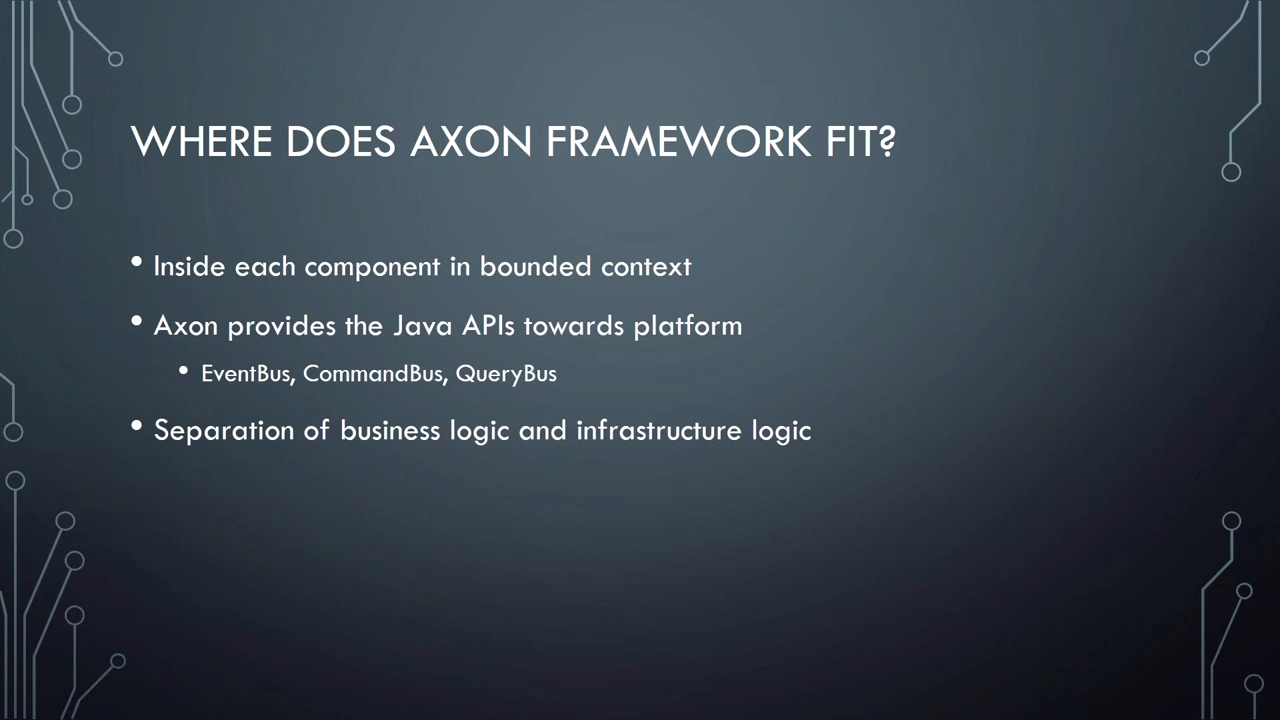 WHERE DOES AXON FRAMEWORK FIT?
• Inside each component in bounded context
• Axon provides the Java APIs towards platform
• EventBus, CommandBus, QueryBus
• Separation of business logic and infrastructure logic